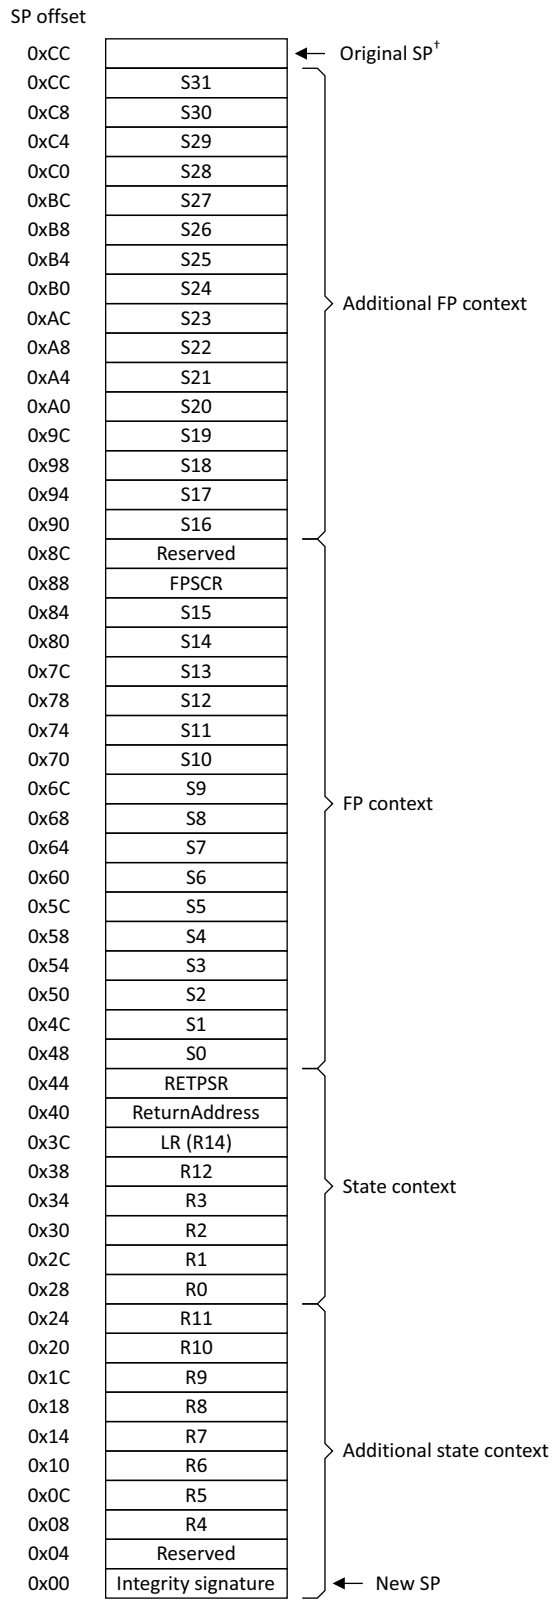 SP offset
0xCC Original SP†
0xCC S31
0xC8 S30
0xC4 S29
0xC0 S28
0xBC S27
0xB8 S26
0xB4 S25
0xB0 S24
Additional FP context
0xAC S23
0xA8 S22
0xA4 S21
0xA0 S20
0x9C S19
0x98 S18
0x94 S17
0x90 S16
0x8C Reserved
0x88 FPSCR
0x84 S15
0x80 S14
0x7C S13
0x78 S12
0x74 S11
0x70 S10
0x6C S9
FP context
0x68 S8
0x64 S7
0x60 S6
0x5C S5
0x58 S4
0x54 S3
0x50 S2
0x4C S1
0x48 S0
0x44 RETPSR
0x40 ReturnAddress
0x3C LR (R14)
0x38 R12
State context
0x34 R3
0x30 R2
0x2C R1
0x28 R0
0x24 R11
0x20 R10
0x1C R9
0x18 R8
0x14 R7
Additional state context
0x10 R6
0x0C R5
0x08 R4
0x04 Reserved
0x00 Integrity signature New SP